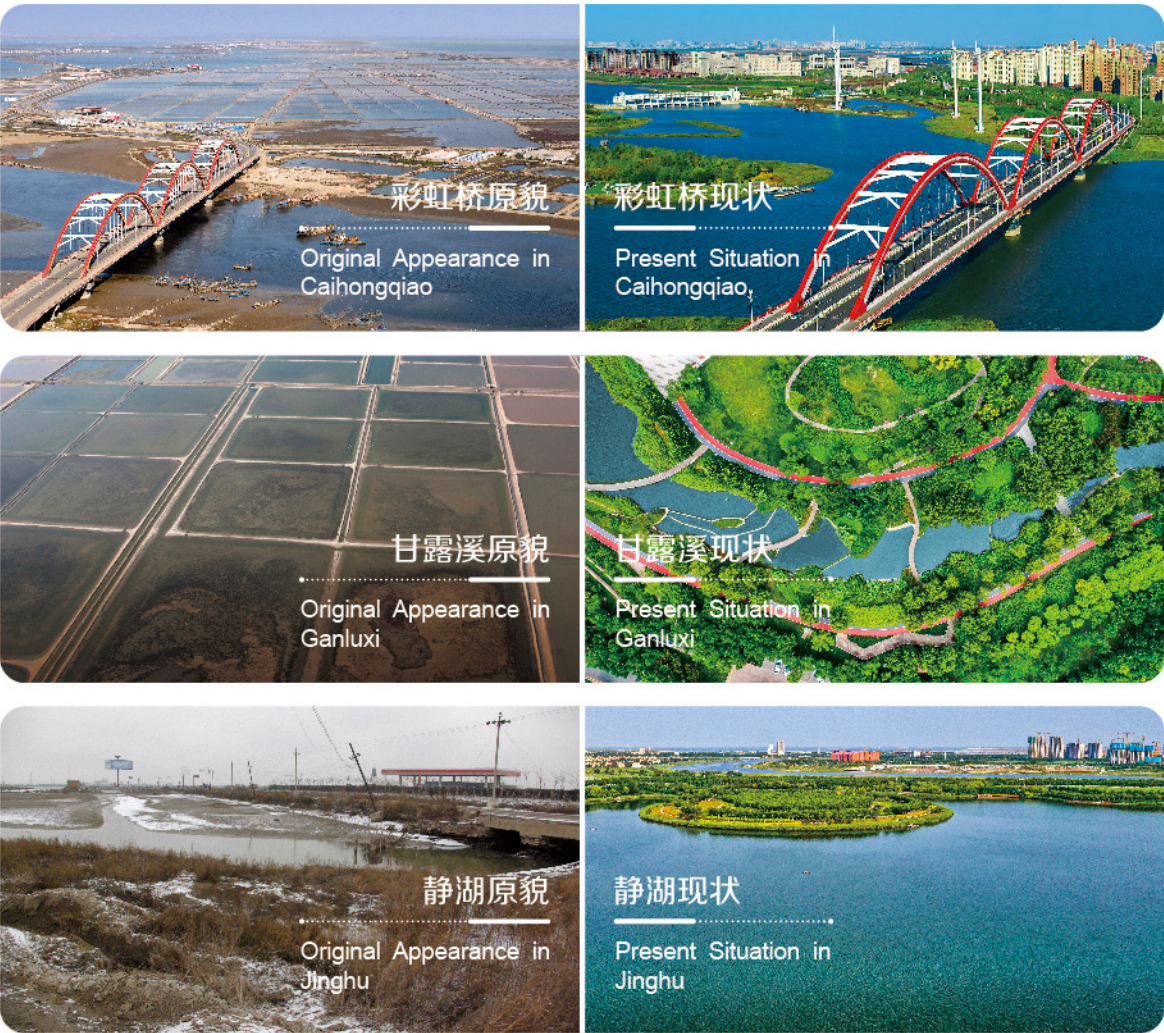 彩虹桥原貌
Original Appearance in
Caihongqiao
彩虹桥现状
Present Situation in
Caihongqiao
甘露溪原貌
Original Appearance in
Ganluxi
甘露溪现状
Present Situation in
Ganluxi
静湖原貌
Original Appearance in
Jinghu
静湖现状
Present Situation in
Jinghu